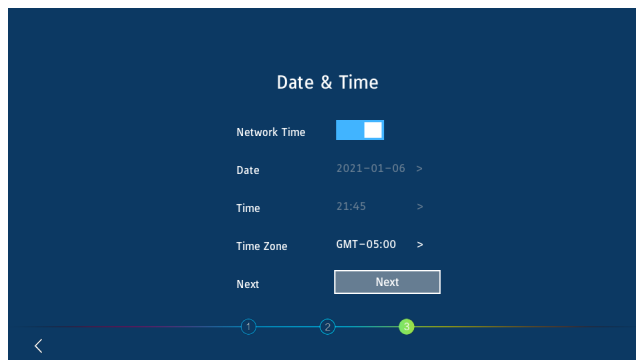 Date & Time
Network Time
Date 2021-01-06 >
Time 21:45 >
Time Zone GMT-05:00 >
Next Next
1 2 3